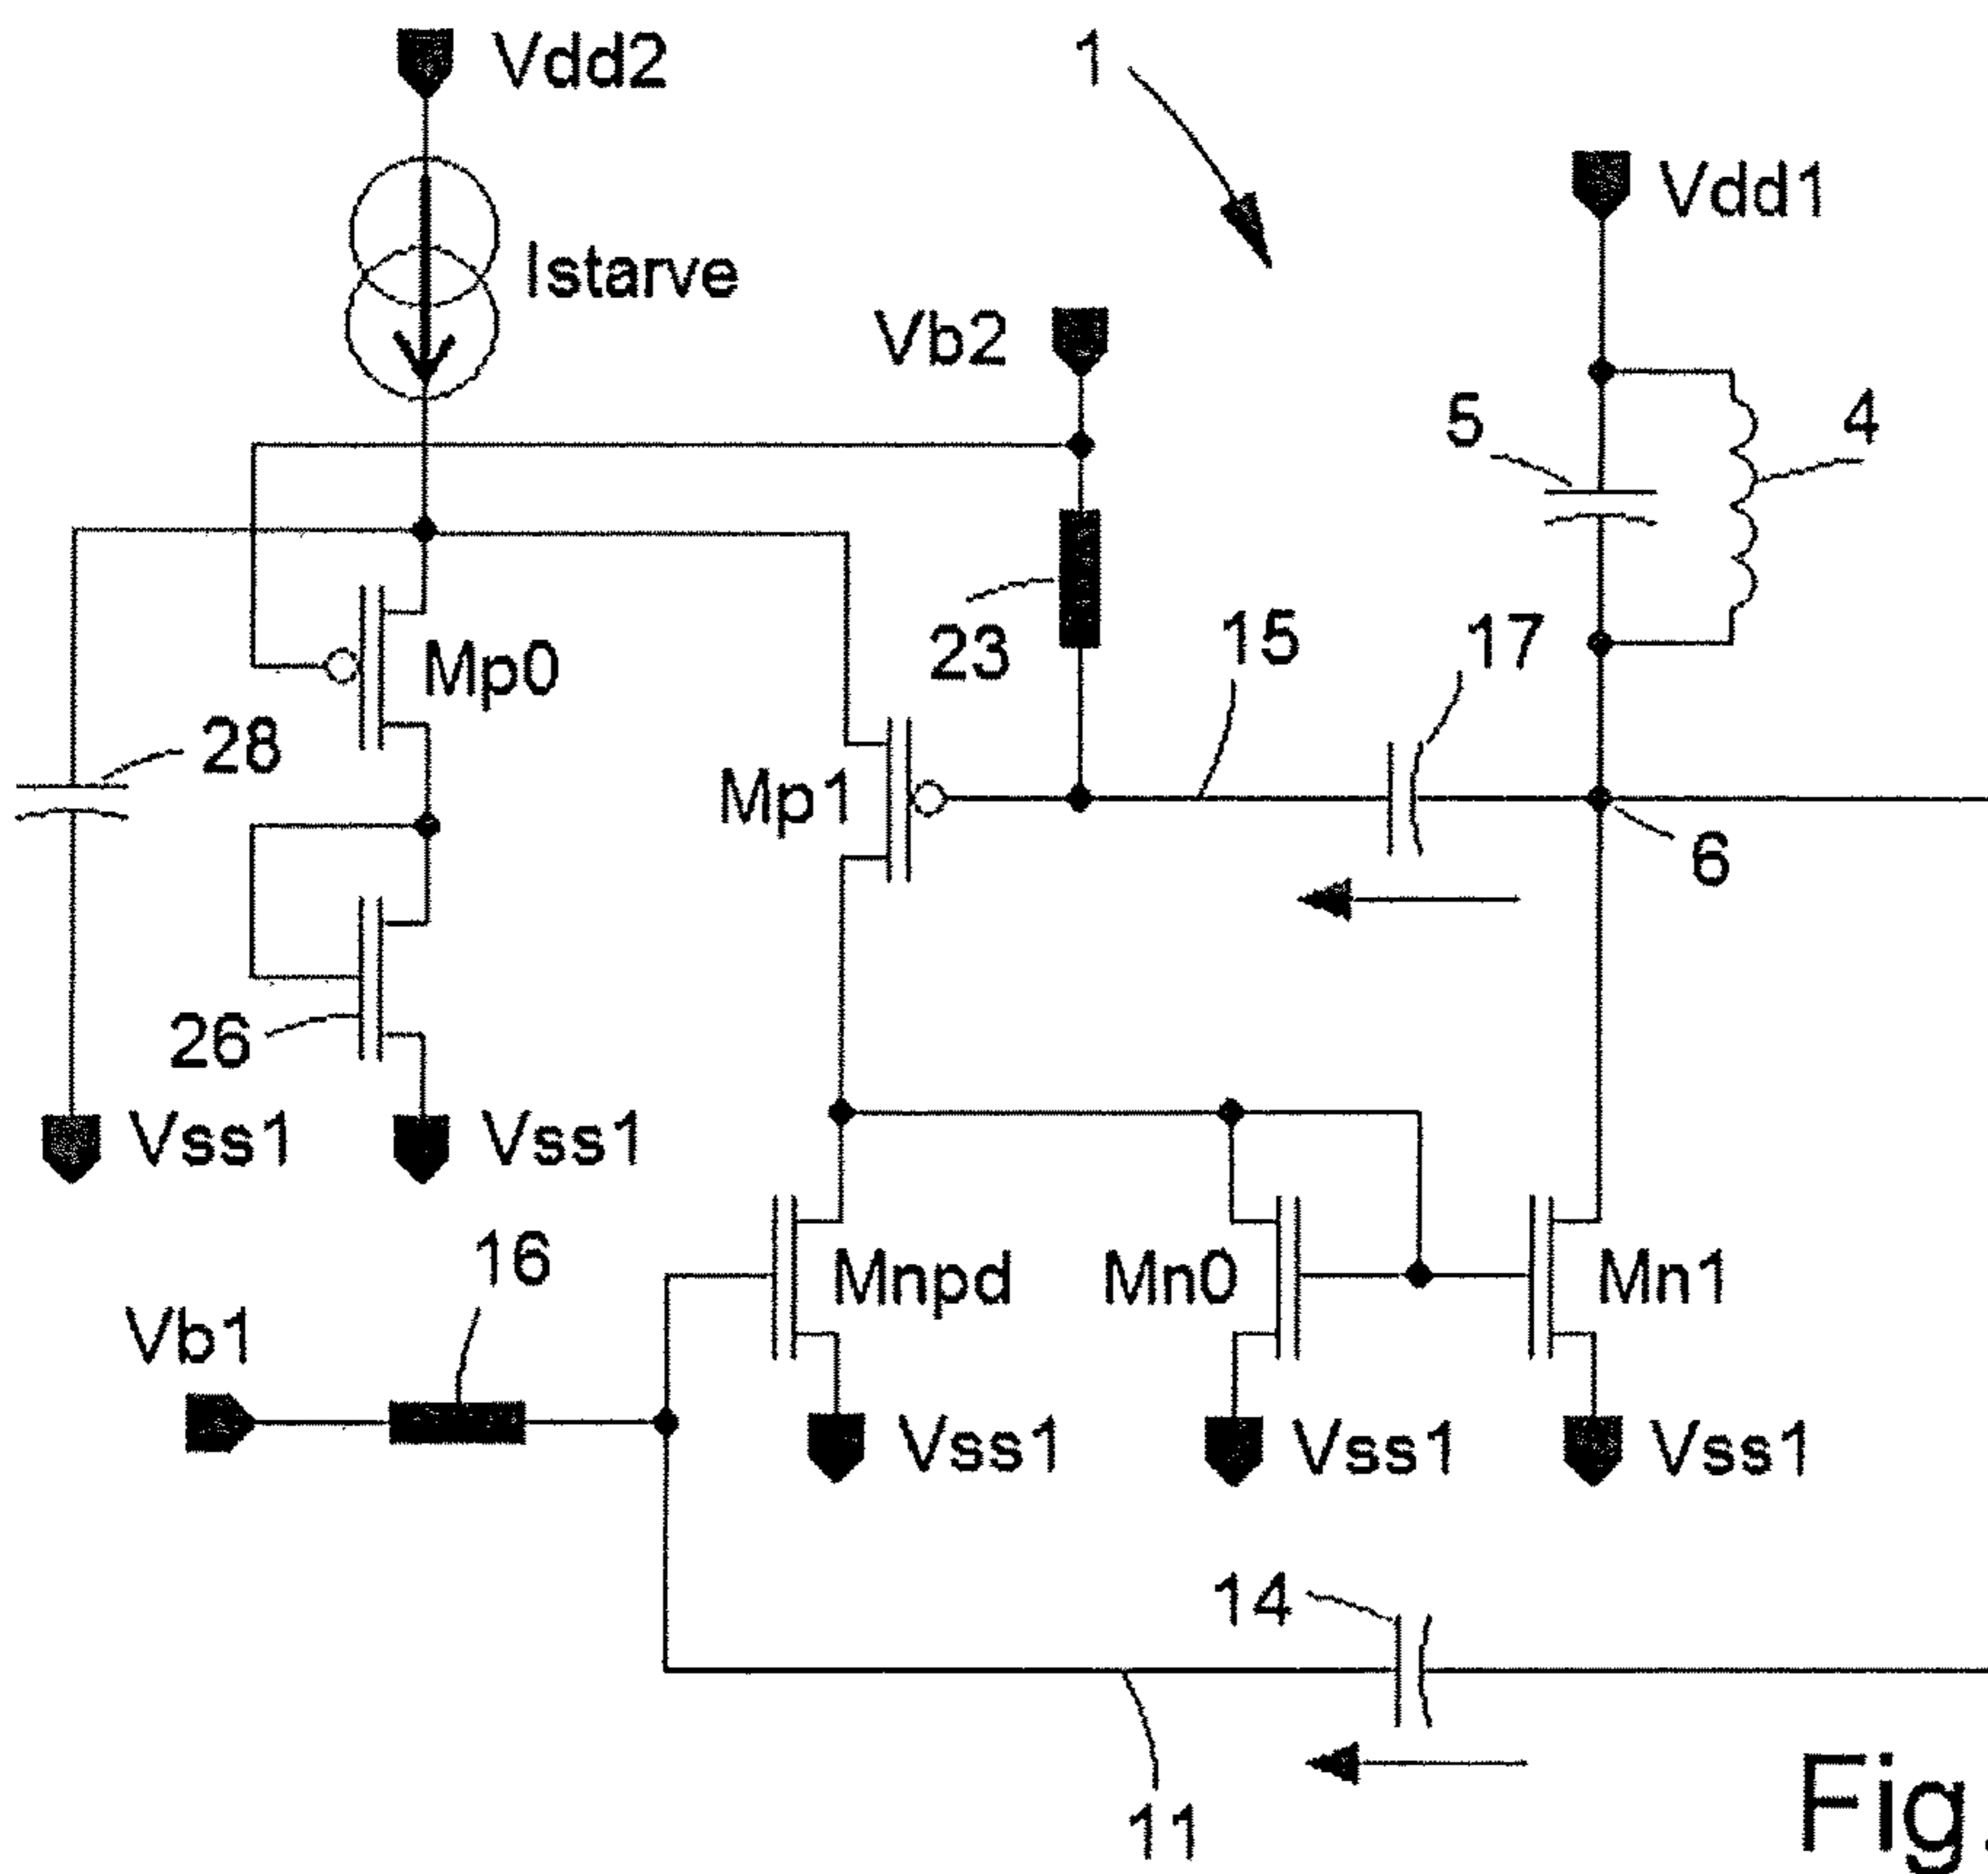 Vdd2
1
Vdd1
Istarve
Vb2
5
4
23
15
17
Mp0
28
Mp1
6
26
Vss1
Vss1
16
Mnpd
Mn0
Mn1
Vb1
Vss1
Vss1
Vss1
14
11
Fig.